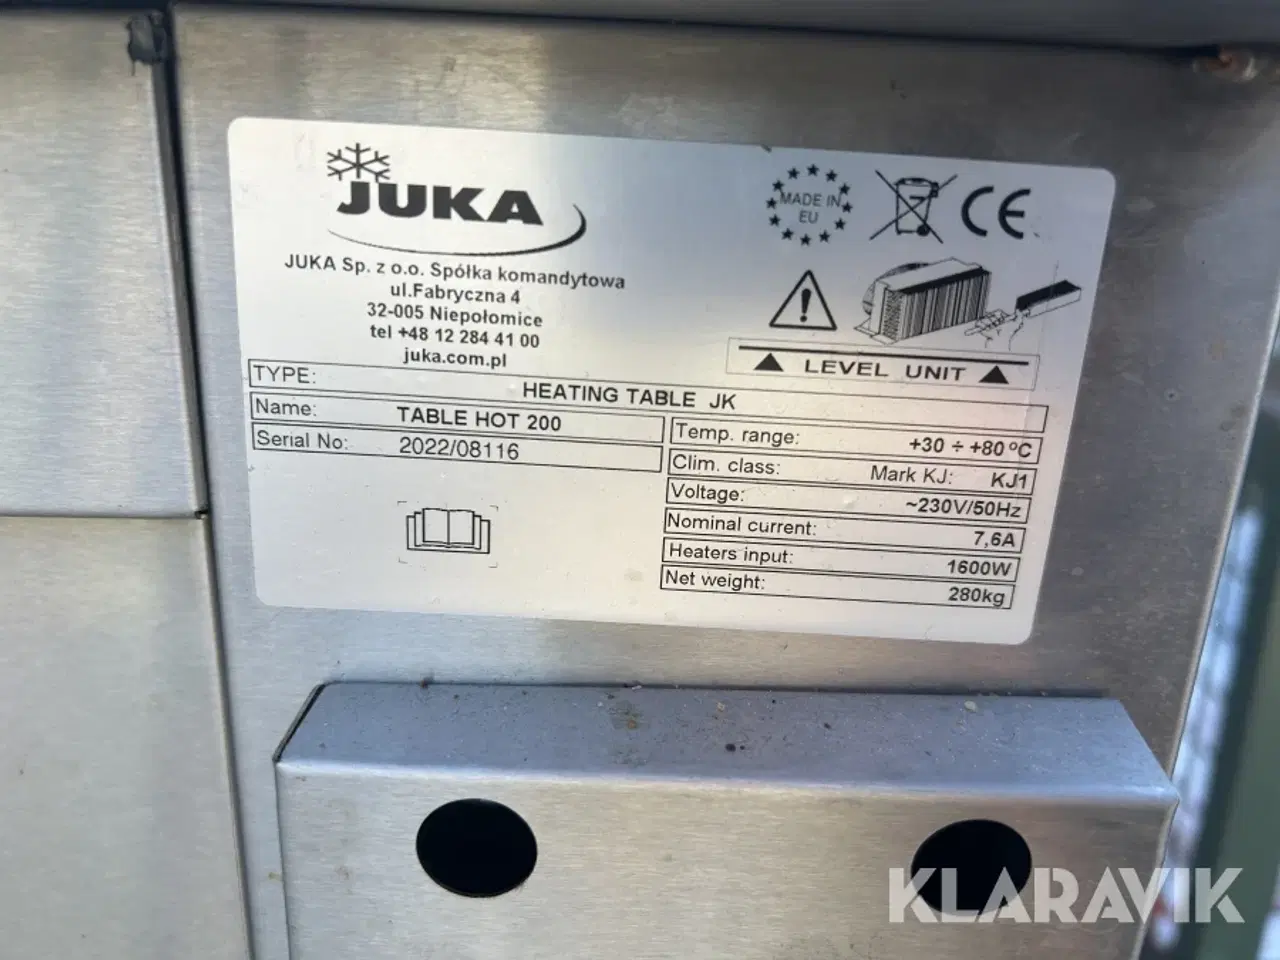 JUKA
JUKA Sp. z o.o. Spółka komandytowa
ul.Fabryczna 4
32-005 Niepołomice
tel +48 12 284 41 00
juka.com.pl
MADE IN
EU
CE
LEVEL UNIT
TYPE: HEATING TABLE JK
Name: TABLE HOT 200
Serial No: 2022/08116
Temp. range: +30 ÷ +80 ºC
Clim. class: Mark KJ: KJ1
Voltage: ~230V/50Hz
Nominal current: 7,6A
Heaters input: 1600W
Net weight: 280kg
KLARAVIK